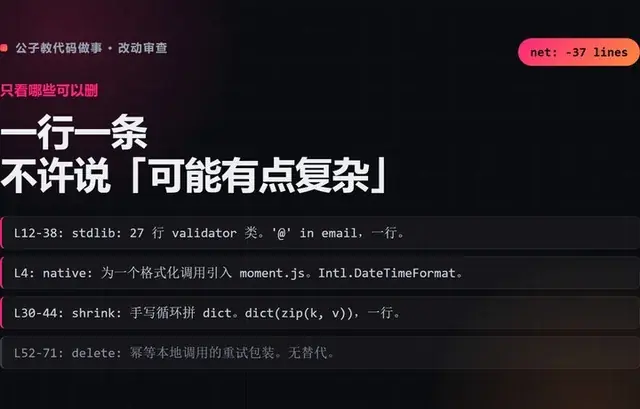 公子教代码做事 • 改动审查
net: -37 lines
只看哪些可以删
一行一条
不许说「可能有点复杂」
L12-38: stdlib: 27 行 validator 类。'@' in email，一行。
L4: native: 为一个格式化调用引入 moment.js。Intl.DateTimeFormat。
L30-44: shrink: 手写循环拼 dict。dict(zip(k, v))，一行。
L52-71: delete: 幂等本地调用的重试包装。无替代。